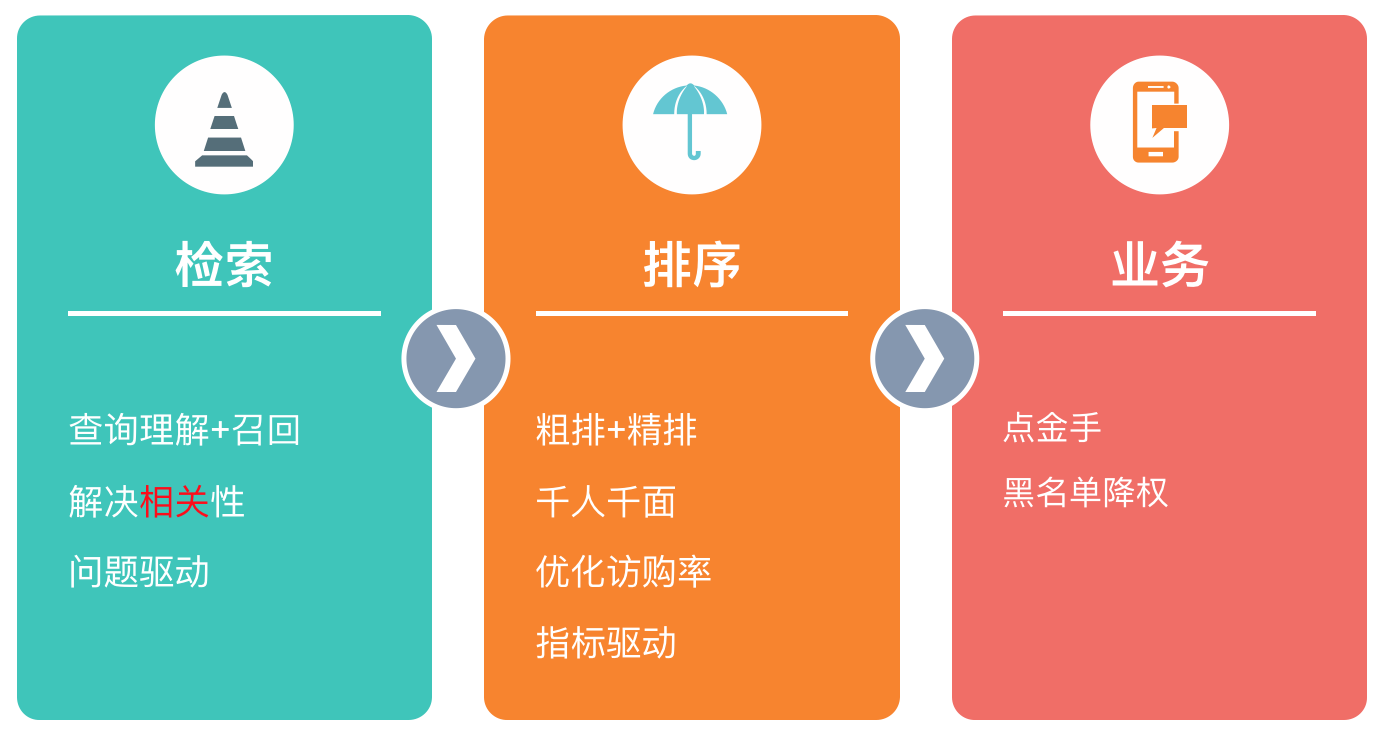 检索
查询理解+召回
解决相关性
问题驱动
排序
粗排+精排
千人千面
优化访购率
指标驱动
业务
点金手
黑名单降权